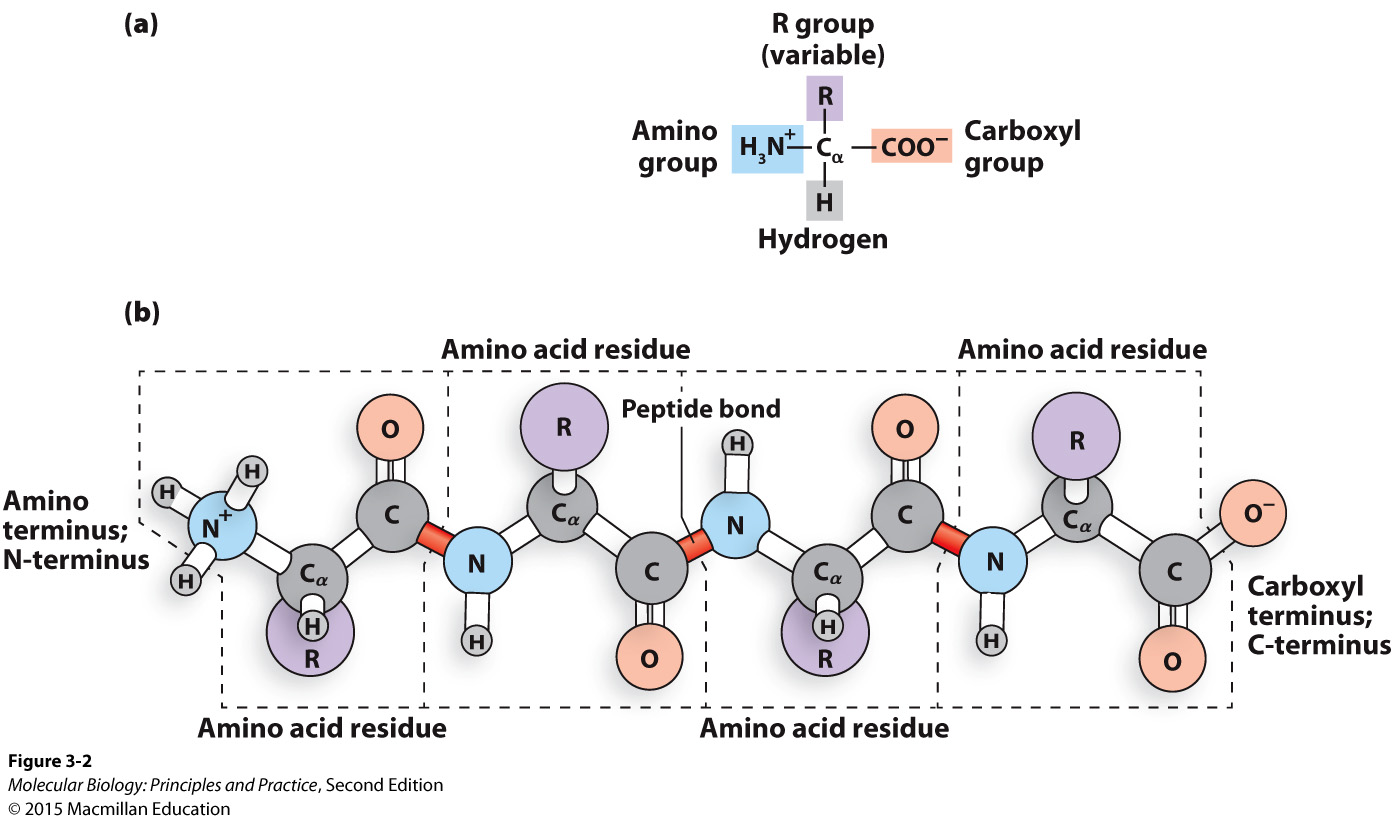 (a)
R group
(variable)
R
Amino
group
H₃N⁺
Cα
COO⁻
Carboxyl
group
H
Hydrogen
(b)
Amino acid residue
Amino acid residue
Peptide bond
O
R
H
O
R
H
H
N⁺
H
C
Cα
N
C
Cα
O⁻
Amino
terminus;
N-terminus
Cα
H
R
N
H
C
O
Cα
H
R
N
H
C
O
Carboxyl
terminus;
C-terminus
Amino acid residue
Amino acid residue
Figure 3-2
Molecular Biology: Principles and Practice, Second Edition
© 2015 Macmillan Education